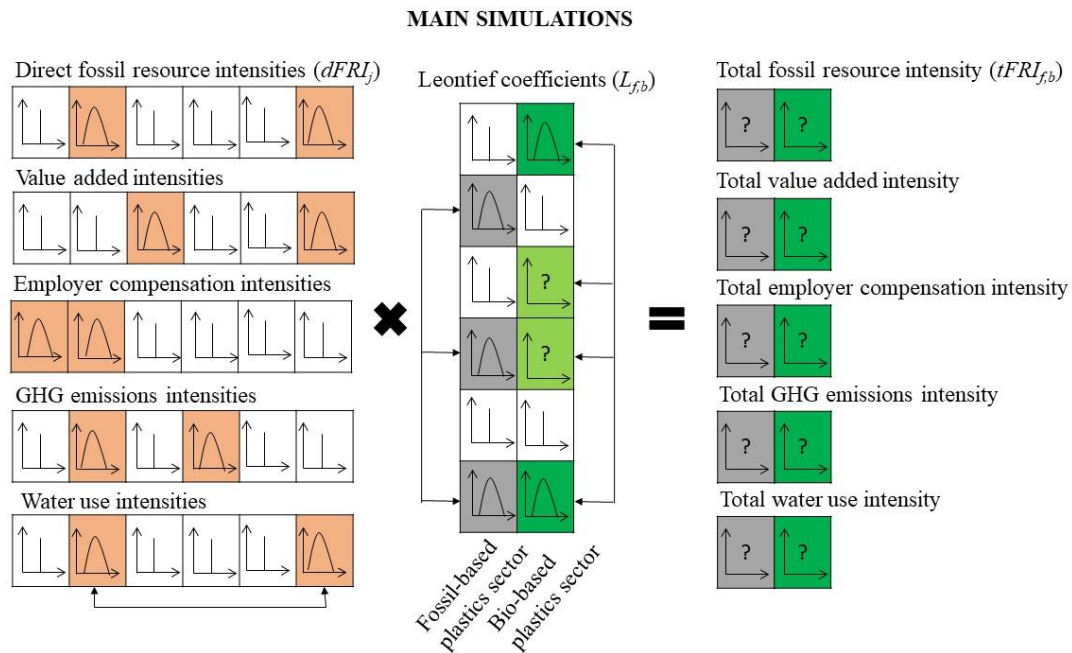 MAIN SIMULATIONS
Direct fossil resource intensities (dFRIj)
Value added intensities
Employer compensation intensities
GHG emissions intensities
Water use intensities
Leontief coefficients (Lf,b)
?
?
Fossil-based
plastics sector
Bio-based
plastics sector
Total fossil resource intensity (tFRIf,b)
? ?
Total value added intensity
? ?
Total employer compensation intensity
? ?
Total GHG emissions intensity
? ?
Total water use intensity
? ?